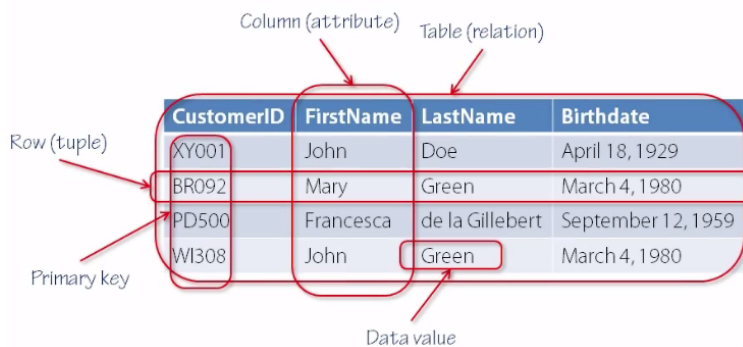 Column (attribute)
Table (relation)
CustomerID FirstName LastName Birthdate
Row (tuple)
XY001 John Doe April 18, 1929
BR092 Mary Green March 4, 1980
PD500 Francesca de la Gillebert September 12, 1959
WI308 John Green March 4, 1980
Primary key
Data value